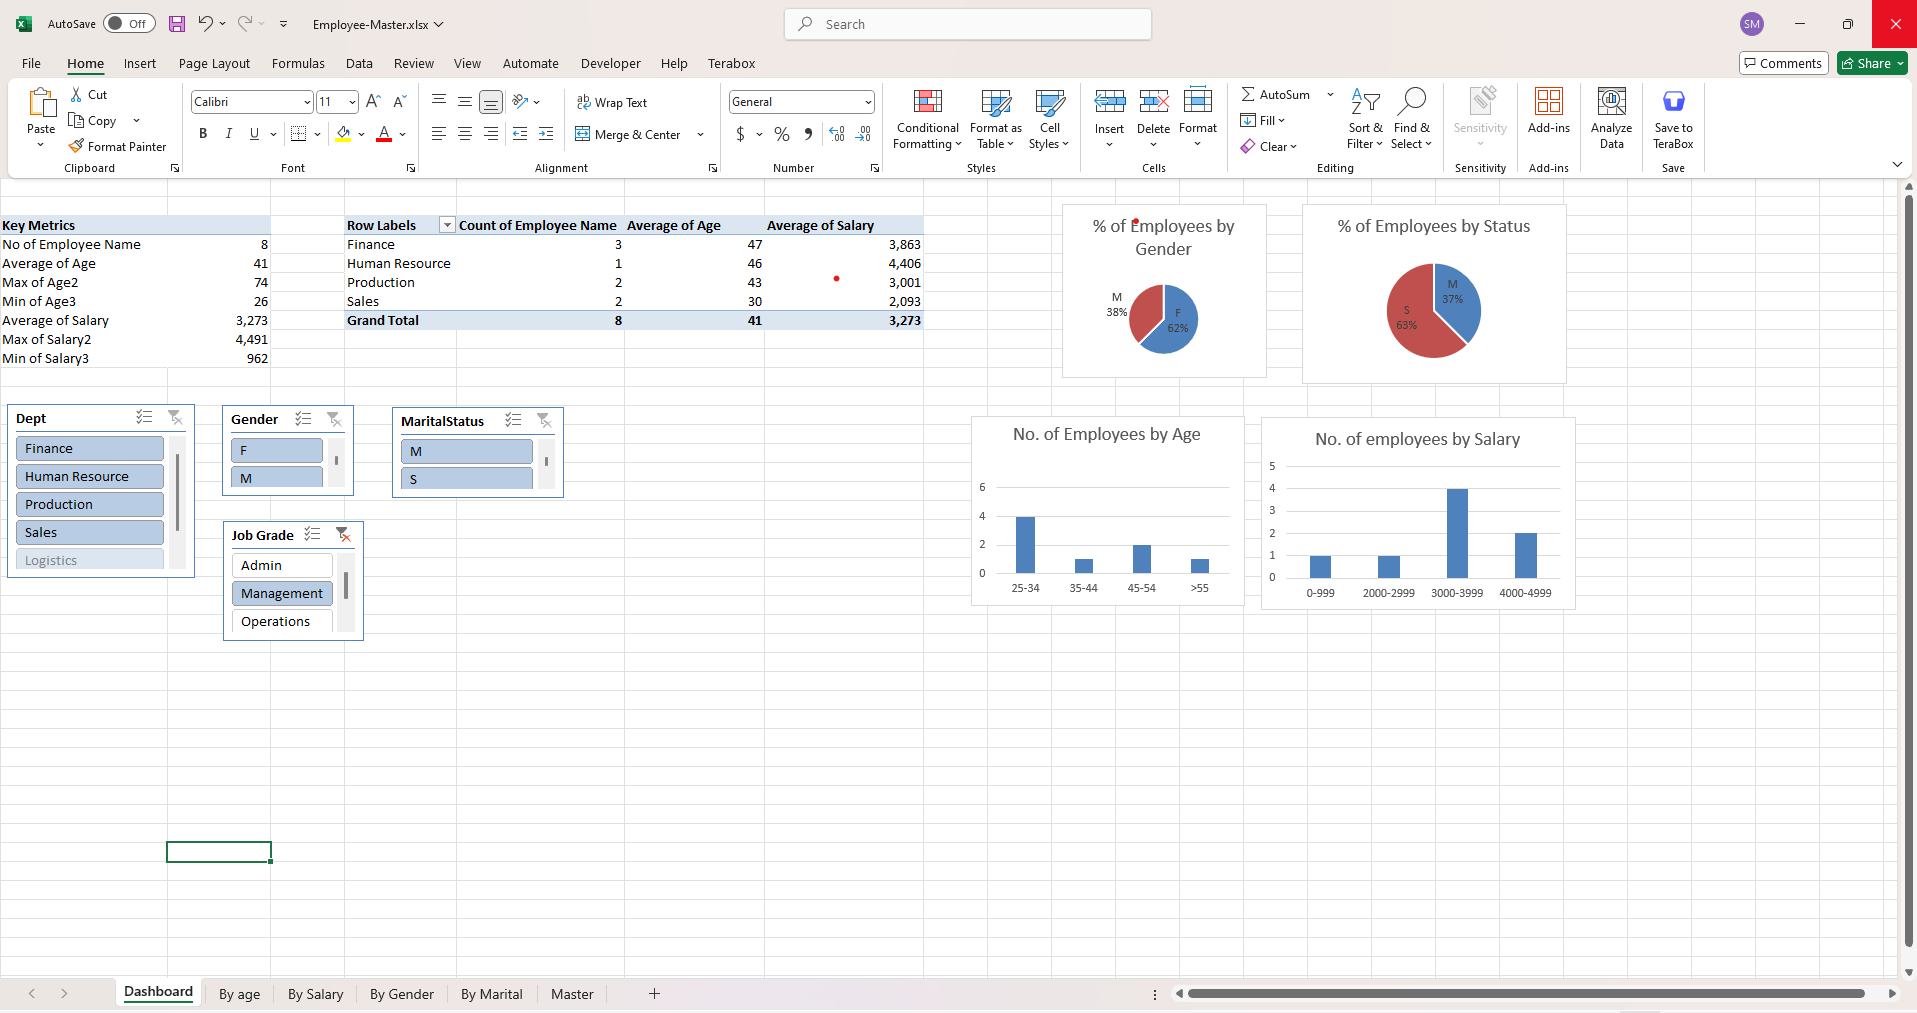 AutoSave Off Employee-Master.xlsx Search SM
File Home Insert Page Layout Formulas Data Review View Automate Developer Help Terabox Comments Share
Paste Cut Copy Format Painter Clipboard
Calibri 11 B I U A Font
Wrap Text Merge & Center Alignment
General $ % Number
Conditional Formatting Format as Table Cell Styles Styles
Insert Delete Format Cells
AutoSum Fill Clear Sort & Filter Find & Select Editing
Sensitivity Sensitivity
Add-ins Add-ins
Analyze Data
Save to TeraBox Save
Key Metrics
No of Employee Name 8
Average of Age 41
Max of Age2 74
Min of Age3 26
Average of Salary 3,273
Max of Salary2 4,491
Min of Salary3 962
Row Labels Count of Employee Name Average of Age Average of Salary
Finance 3 47 3,863
Human Resource 1 46 4,406
Production 2 43 3,001
Sales 2 30 2,093
Grand Total 8 41 3,273
% of Employees by
Gender
M
38%
F
62%
% of Employees by Status
M
37%
S
63%
Dept
Finance
Human Resource
Production
Sales
Logistics
Gender
F
M
MaritalStatus
M
S
Job Grade
Admin
Management
Operations
No. of Employees by Age
6
4
2
0
25-34 35-44 45-54 >55
No. of employees by Salary
5
4
3
2
1
0
0-999 2000-2999 3000-3999 4000-4999
Dashboard By age By Salary By Gender By Marital Master